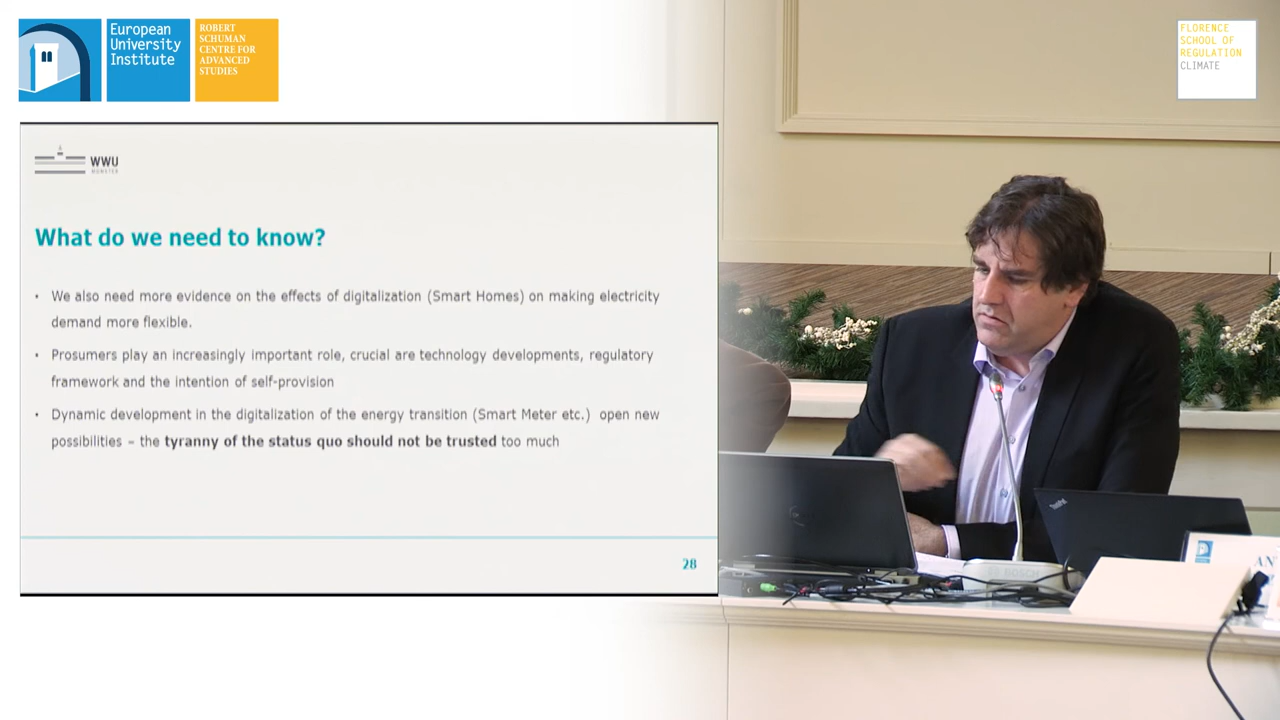 European
University
Institute
ROBERT
SCHUMAN
CENTRE FOR
ADVANCED
STUDIES
FLORENCE
SCHOOL OF
REGULATION
CLIMATE
WWU
MÜNSTER
What do we need to know?
• We also need more evidence on the effects of digitalization (Smart Homes) on making electricity
demand more flexible.
• Prosumers play an increasingly important role, crucial are technology developments, regulatory
framework and the intention of self-provision
• Dynamic development in the digitalization of the energy transition (Smart Meter etc.) open new
possibilities – the tyranny of the status quo should not be trusted too much
28
ThinkPad
BOSCH
AN